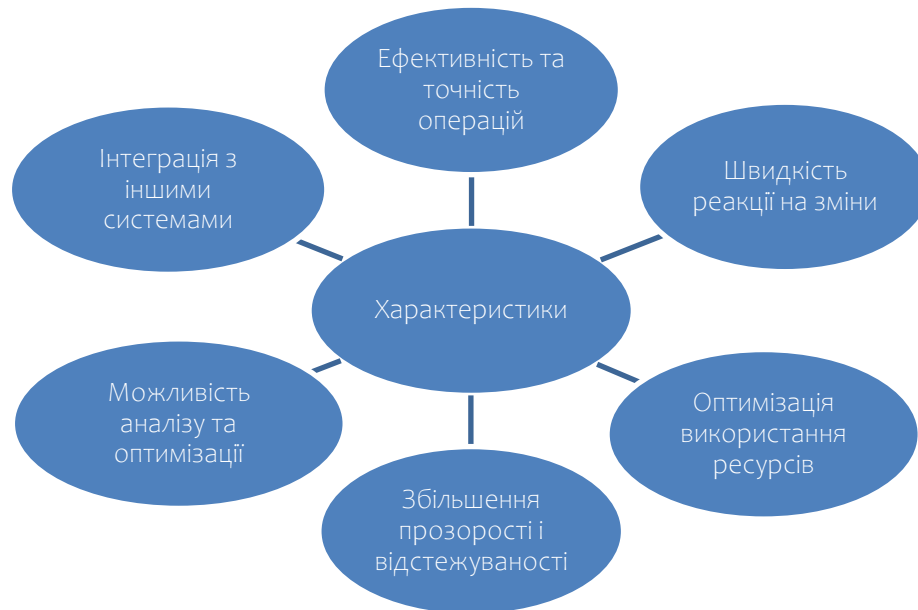 Ефективність та
точність
операцій
Швидкість
реакції на зміни
Оптимізація
використання
ресурсів
Збільшення
прозорості і
відстежуваності
Можливість
аналізу та
оптимізації
Інтеграція з
іншими
системами
Характеристики